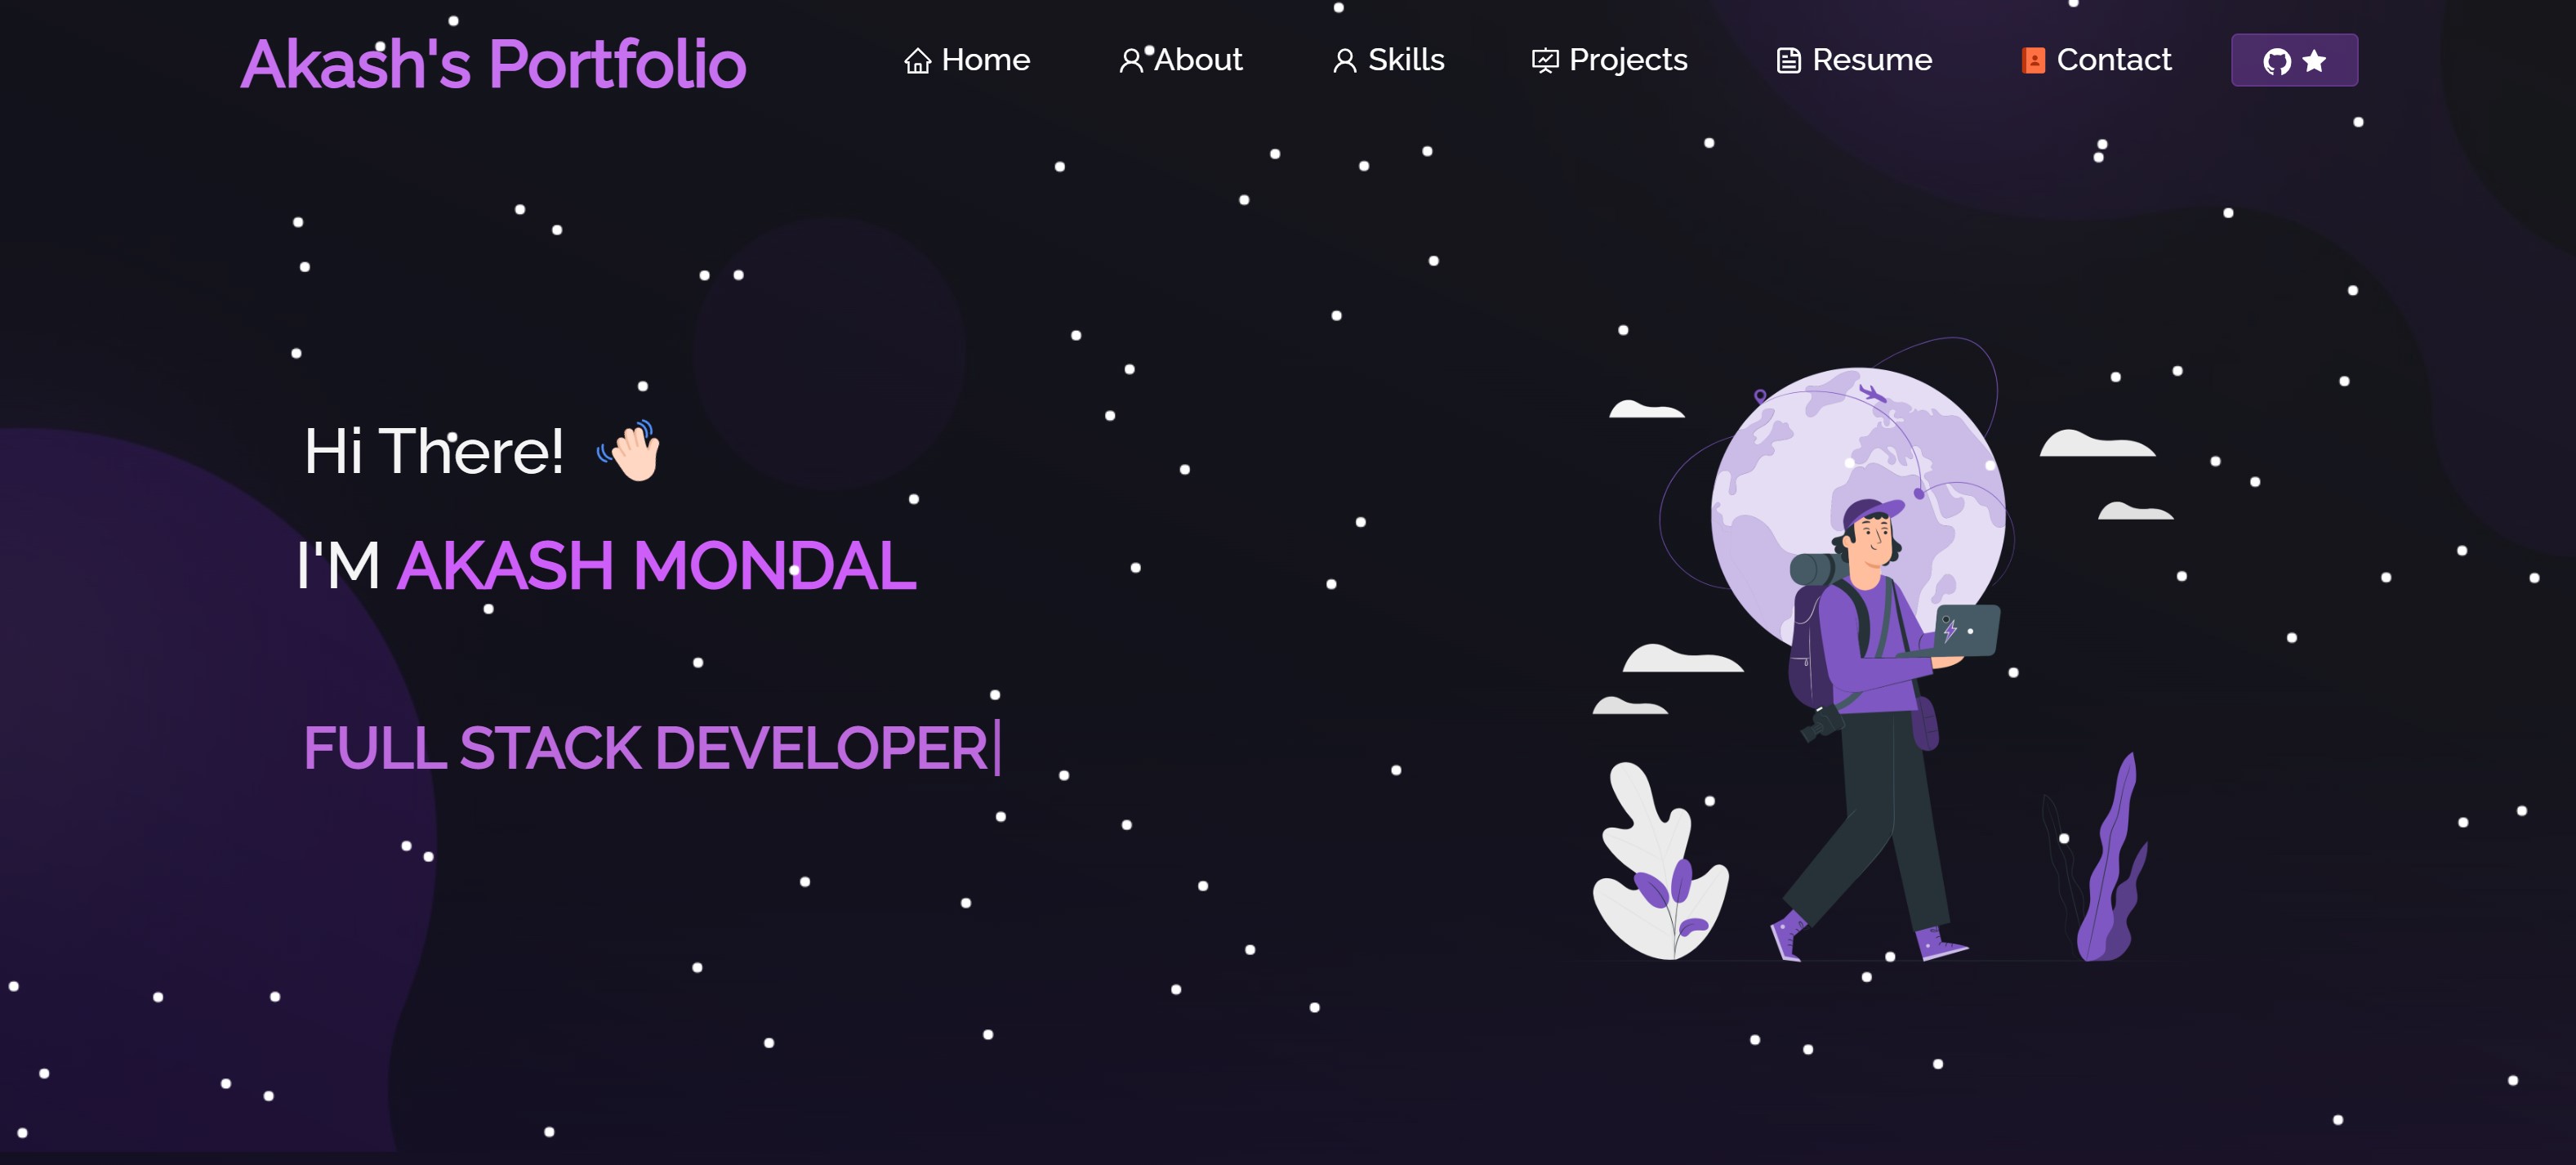 Akash's Portfolio
Home
About
Skills
Projects
Resume
Contact
Hi There!
I'M AKASH MONDAL
FULL STACK DEVELOPER|